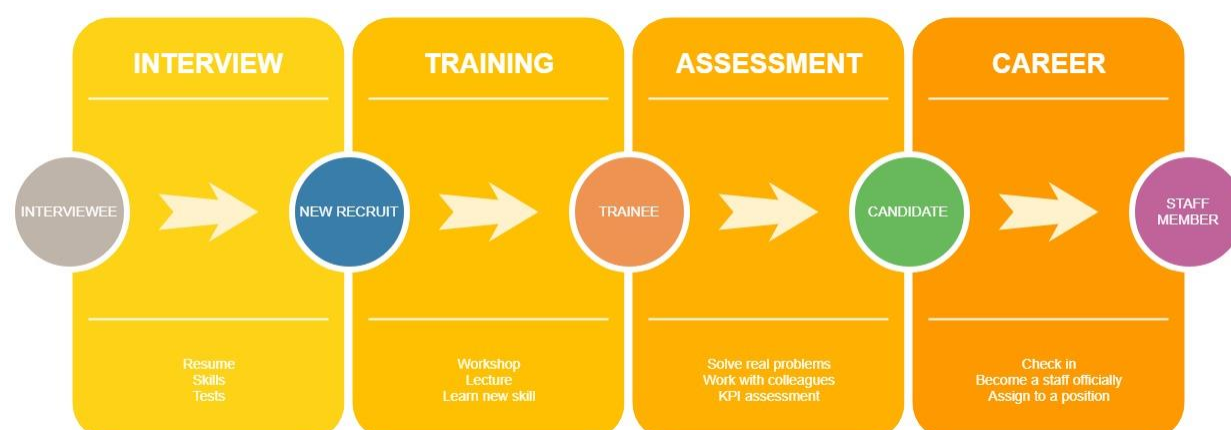 INTERVIEW
TRAINING
ASSESSMENT
CAREER
INTERVIEWEE
NEW RECRUIT
TRAINEE
CANDIDATE
STAFF
MEMBER
Resume
Skills
Tests
Workshop
Lecture
Learn new skill
Solve real problems
Work with colleagues
KPI assessment
Check in
Become a staff officially
Assign to a position